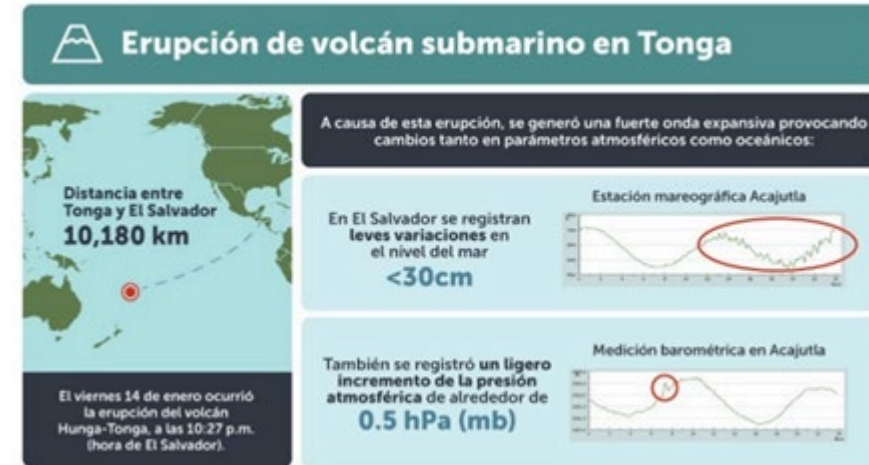 Erupción de volcán submarino en Tonga
Distancia entre
Tonga y El Salvador
10,180 km
El viernes 14 de enero ocurrió
la erupción del volcán
Hunga-Tonga, a las 10:27 p.m.
(hora de El Salvador).
A causa de esta erupción, se generó una fuerte onda expansiva provocando
cambios tanto en parámetros atmosféricos como oceánicos:
En El Salvador se registran
leves variaciones en
el nivel del mar
<30cm
Estación mareográfica Acajutla
También se registró un ligero
incremento de la presión
atmosférica de alrededor de
0.5 hPa (mb)
Medición barométrica en Acajutla